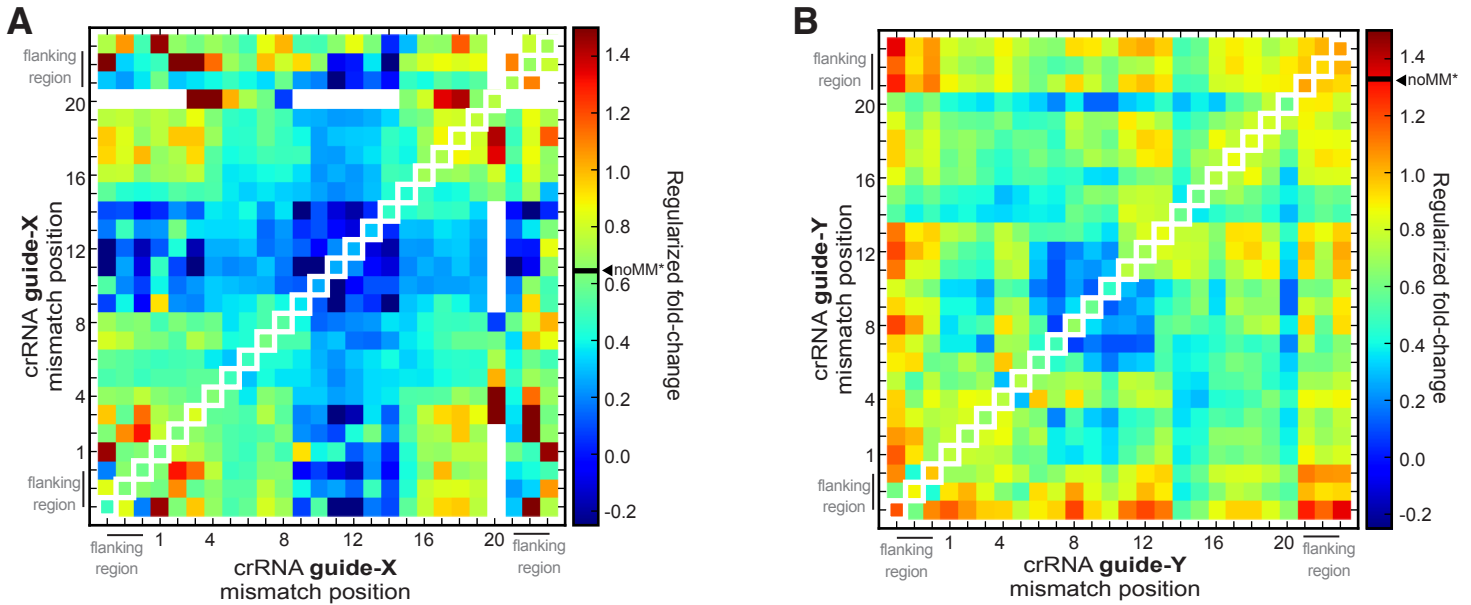 A
flanking
region
20
16
12
8
4
1
flanking
region
crRNA guide-X
mismatch position
flanking
region
1
4
8
12
16
20
flanking
region
crRNA guide-X
mismatch position
1.4
1.2
1.0
0.8
noMM*
0.6
0.4
0.2
0.0
-0.2
Regularized fold-change
B
flanking
region
20
16
12
8
4
1
flanking
region
crRNA guide-Y
mismatch position
flanking
region
1
4
8
12
16
20
flanking
region
crRNA guide-Y
mismatch position
1.4
noMM*
1.2
1.0
0.8
0.6
0.4
0.2
0.0
-0.2
Regularized fold-change